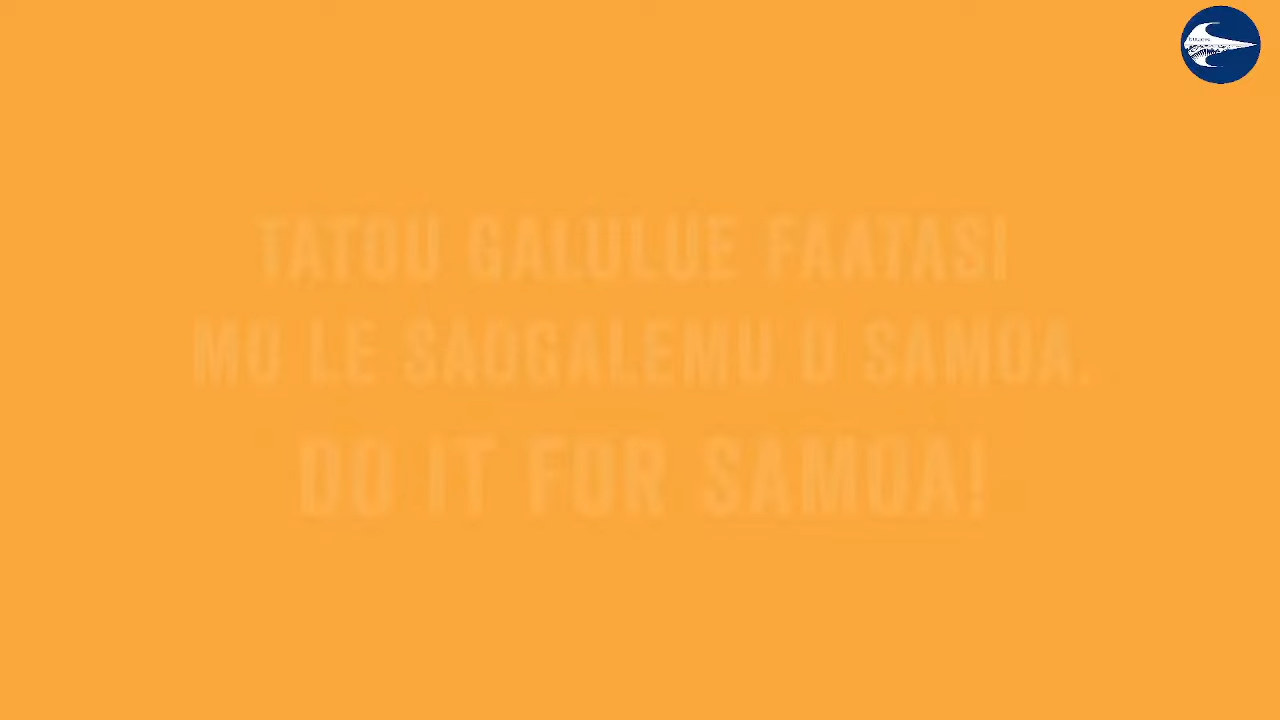 TATOU GALULUE FAATASI
MO LE SAOGALEMU O SAMOA.
DO IT FOR SAMOA!